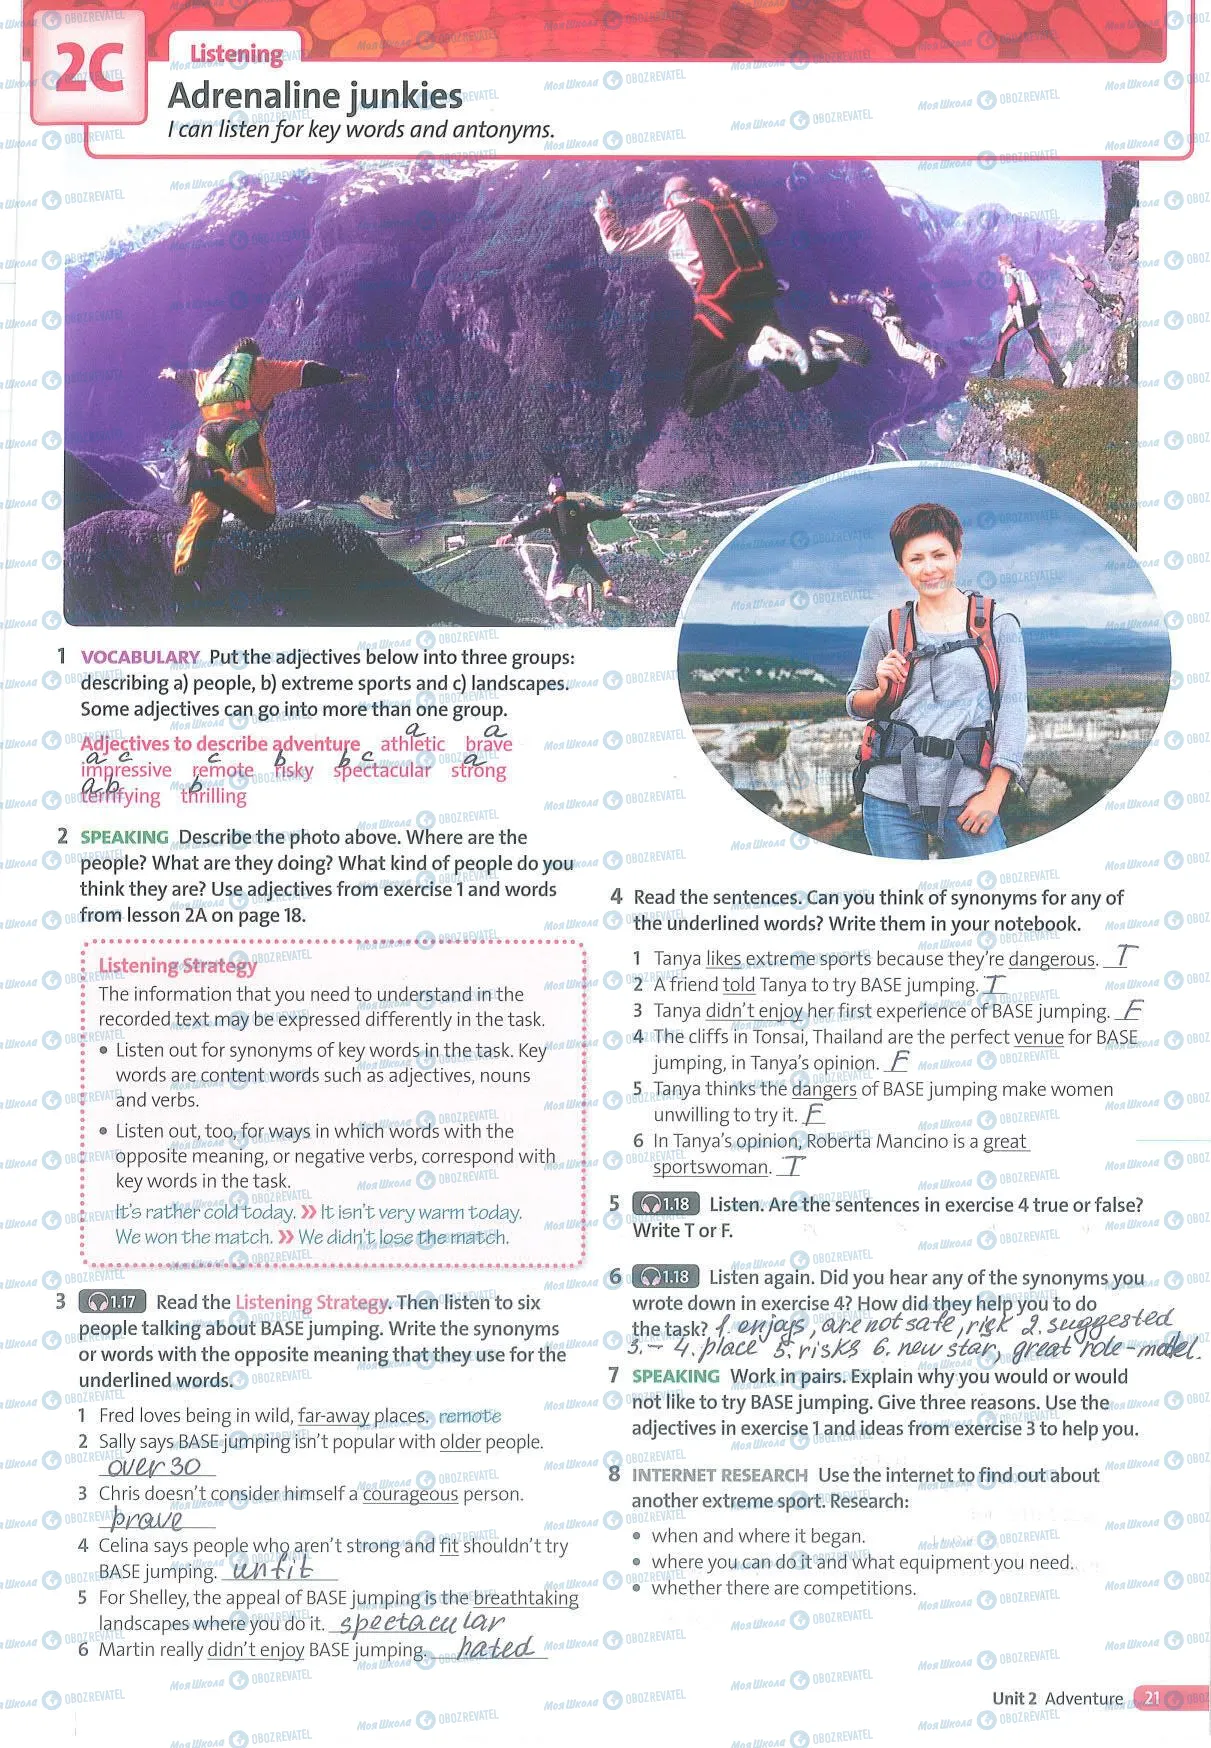 2C
Listening
Adrenaline junkies
I can listen for key words and antonyms.
1 VOCABULARY Put the adjectives below into three groups:
describing a) people, b) extreme sports and c) landscapes.
Some adjectives can go into more than one group.
a a
Adjectives to describe adventure athletic brave
a c c b b c a
impressive remote risky spectacular strong
a b b
terrifying thrilling
2 SPEAKING Describe the photo above. Where are the
people? What are they doing? What kind of people do you
think they are? Use adjectives from exercise 1 and words
from lesson 2A on page 18.
Listening Strategy
The information that you need to understand in the
recorded text may be expressed differently in the task.
• Listen out for synonyms of key words in the task. Key
words are content words such as adjectives, nouns
and verbs.
• Listen out, too, for ways in which words with the
opposite meaning, or negative verbs, correspond with
key words in the task.
It's rather cold today. » It isn't very warm today.
We won the match. » We didn't lose the match.
3 1.17 Read the Listening Strategy. Then listen to six
people talking about BASE jumping. Write the synonyms
or words with the opposite meaning that they use for the
underlined words.
1 Fred loves being in wild, far-away places. remote
2 Sally says BASE jumping isn't popular with older people.
over 30
3 Chris doesn't consider himself a courageous person.
brave
4 Celina says people who aren't strong and fit shouldn't try
BASE jumping. unfit
5 For Shelley, the appeal of BASE jumping is the breathtaking
landscapes where you do it. spectacular
6 Martin really didn't enjoy BASE jumping. hated
4 Read the sentences. Can you think of synonyms for any of
the underlined words? Write them in your notebook.
1 Tanya likes extreme sports because they're dangerous. T
2 A friend told Tanya to try BASE jumping. T
3 Tanya didn't enjoy her first experience of BASE jumping. F
4 The cliffs in Tonsai, Thailand are the perfect venue for BASE
jumping, in Tanya's opinion. F
5 Tanya thinks the dangers of BASE jumping make women
unwilling to try it. F
6 In Tanya's opinion, Roberta Mancino is a great
sportswoman. T
5 1.18 Listen. Are the sentences in exercise 4 true or false?
Write T or F.
6 1.18 Listen again. Did you hear any of the synonyms you
wrote down in exercise 4? How did they help you to do
the task? 1. enjoys, are not safe, risk 2. suggested
3. – 4. place 5. risks 6. new star, great role-model.
7 SPEAKING Work in pairs. Explain why you would or would
not like to try BASE jumping. Give three reasons. Use the
adjectives in exercise 1 and ideas from exercise 3 to help you.
8 INTERNET RESEARCH Use the internet to find out about
another extreme sport. Research:
• when and where it began.
• where you can do it and what equipment you need.
• whether there are competitions.
Unit 2 Adventure 21
Моя Школа OBOZREVATEL